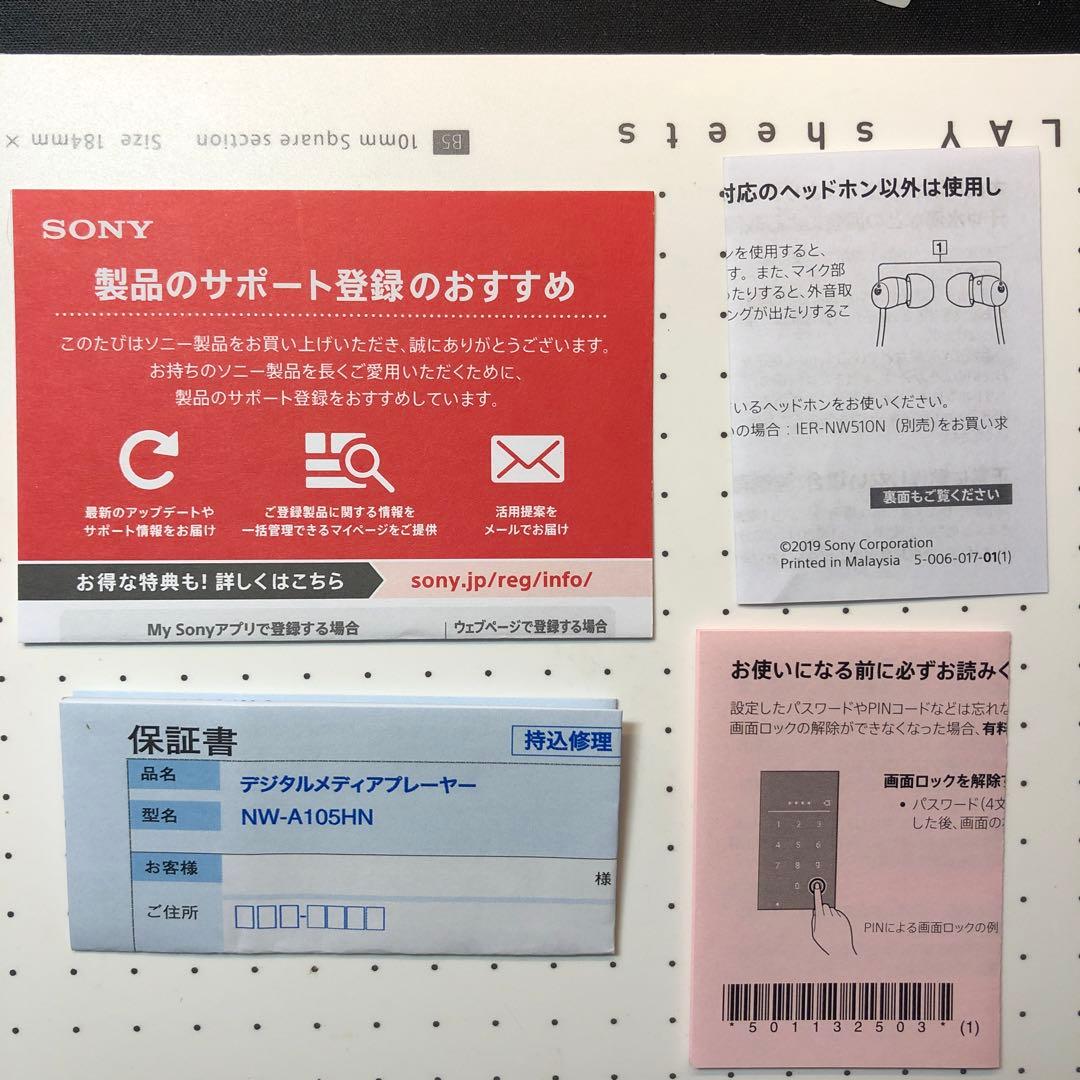 LAY sheets
B5 10mm Square section Size 184mm ×
SONY
製品のサポート登録のおすすめ
このたびはソニー製品をお買い上げいただき、誠にありがとうございます。
お持ちのソニー製品を長くご愛用いただくために、
製品のサポート登録をおすすめしています。
最新のアップデートや
サポート情報をお届け
ご登録製品に関する情報を
一括管理できるマイページをご提供
活用提案を
メールでお届け
お得な特典も! 詳しくはこちら
sony.jp/reg/info/
My Sonyアプリで登録する場合
ウェブページで登録する場合
対応のヘッドホン以外は使用し
ンを使用すると、
す。また、マイク部
ったりすると、外音取
ングが出たりするこ
1
いるヘッドホンをお使いください。
の場合:IER-NW510N(別売)をお買い求
裏面もご覧ください
©2019 Sony Corporation
Printed in Malaysia 5-006-017-01(1)
保証書
持込修理
品名
デジタルメディアプレーヤー
型名
NW-A105HN
お客様
様
ご住所
お使いになる前に必ずお読みく
設定したパスワードやPINコードなどは忘れな
画面ロックの解除ができなくなった場合、有料
画面ロックを解除す
• パスワード(4文
した後、画面の
1 2 3
4 5 6
7 8 9
0
PINによる画面ロックの例
*501132503* (1)